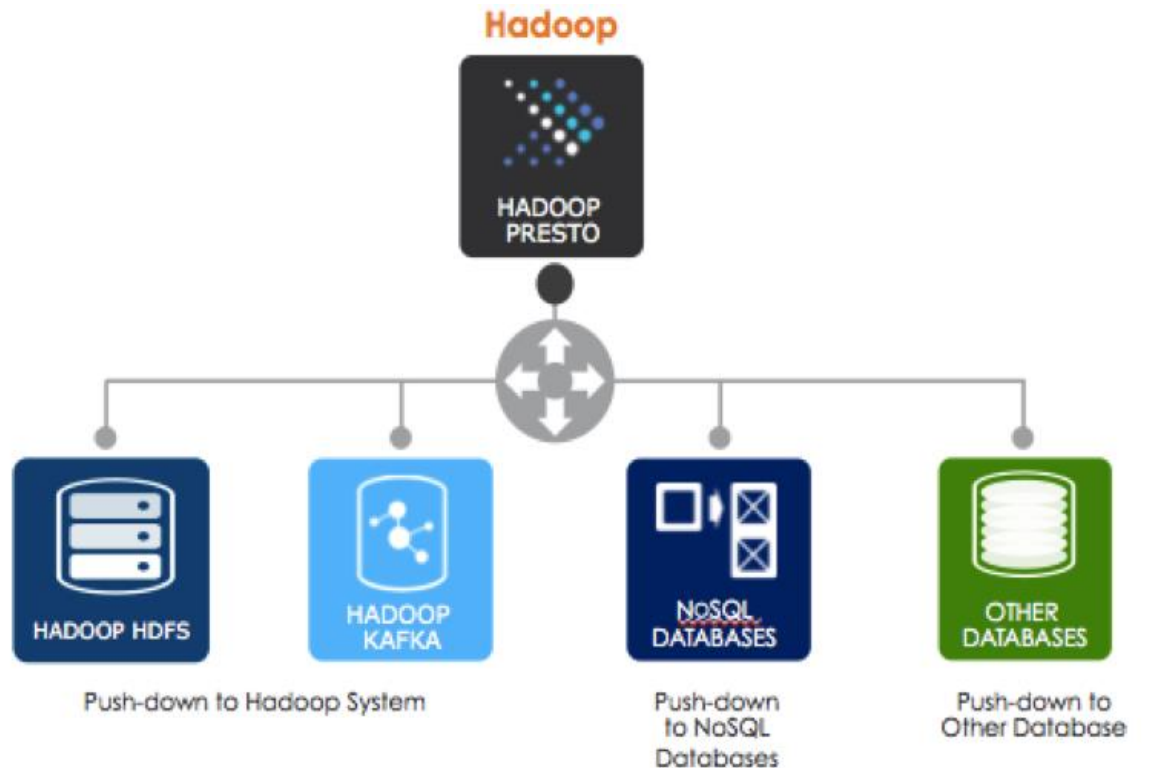 Hadoop
HADOOP
PRESTO
HADOOP HDFS
HADOOP
KAFKA
NoSQL
DATABASES
OTHER
DATABASES
Push-down to Hadoop System
Push-down
to NoSQL
Databases
Push-down to
Other Database